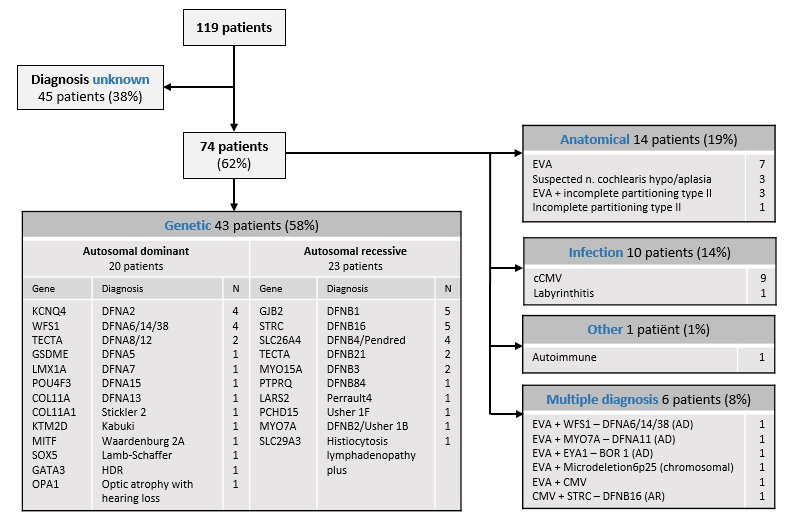 119 patients
Diagnosis unknown
45 patients (38%)
74 patients
(62%)
Genetic 43 patients (58%)
Autosomal dominant
20 patients
Gene Diagnosis N
KCNQ4 DFNA2 4
WFS1 DFNA6/14/38 4
TECTA DFNA8/12 2
GSDME DFNA5 1
LMX1A DFNA7 1
POU4F3 DFNA15 1
COL11A DFNA13 1
COL11A1 Stickler 2 1
KTM2D Kabuki 1
MITF Waardenburg 2A 1
SOX5 Lamb-Schaffer 1
GATA3 HDR 1
OPA1 Optic atrophy with 1
hearing loss
Autosomal recessive
23 patients
Gene Diagnosis N
GJB2 DFNB1 5
STRC DFNB16 5
SLC26A4 DFNB4/Pendred 4
TECTA DFNB21 2
MYO15A DFNB3 2
PTPRQ DFNB84 1
LARS2 Perrault4 1
PCHD15 Usher 1F 1
MYO7A DFNB2/Usher 1B 1
SLC29A3 Histiocytosis 1
lymphadenopathy
plus
Anatomical 14 patients (19%)
EVA 7
Suspected n. cochlearis hypo/aplasia 3
EVA + incomplete partitioning type II 3
Incomplete partitioning type II 1
Infection 10 patients (14%)
cCMV 9
Labyrinthitis 1
Other 1 patiënt (1%)
Autoimmune 1
Multiple diagnosis 6 patients (8%)
EVA + WFS1 – DFNA6/14/38 (AD) 1
EVA + MYO7A – DFNA11 (AD) 1
EVA + EYA1 – BOR 1 (AD) 1
EVA + Microdeletion6p25 (chromosomal) 1
EVA + CMV 1
CMV + STRC – DFNB16 (AR) 1